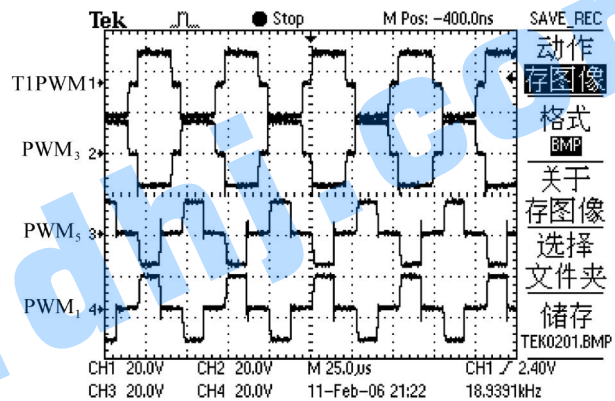 Tek
Stop
M Pos: −400.0ns
SAVE_REC
动作
存图像
格式
BMP
关于
存图像
选择
文件夹
储存
TEK0201.BMP
T1PWM 1
PWM3 2
PWM5 3
PWM1 4
CH1 20.0V CH2 20.0V M 25.0µs CH1 / 2.40V
CH3 20.0V CH4 20.0V 11-Feb-06 21:22 18.9391kHz